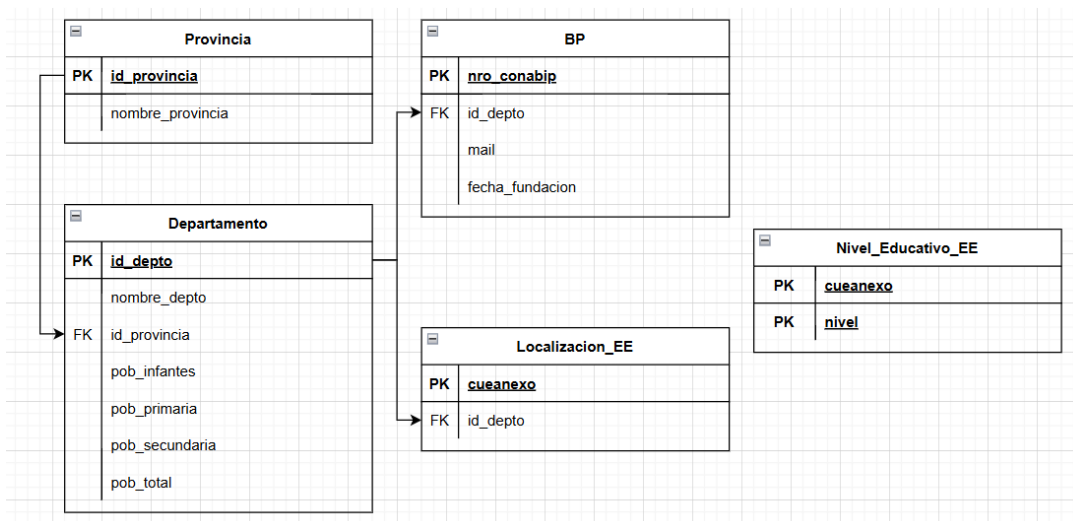 Provincia
PK id_provincia
nombre_provincia
Departamento
PK id_depto
nombre_depto
FK id_provincia
pob_infantes
pob_primaria
pob_secundaria
pob_total
BP
PK nro_conabip
FK id_depto
mail
fecha_fundacion
Localizacion_EE
PK cueanexo
FK id_depto
Nivel_Educativo_EE
PK cueanexo
PK nivel